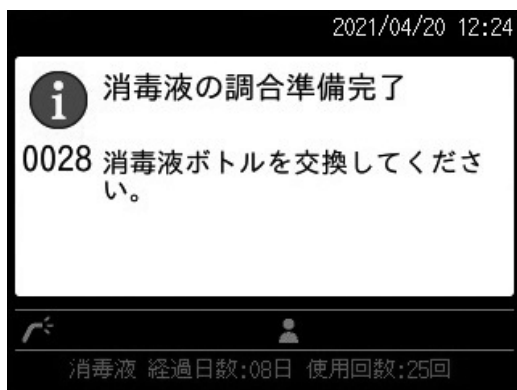 2021/04/20 12:24
消毒液の調合準備完了
0028 消毒液ボトルを交換してくださ
い。
消毒液 経過日数:08日 使用回数:25回